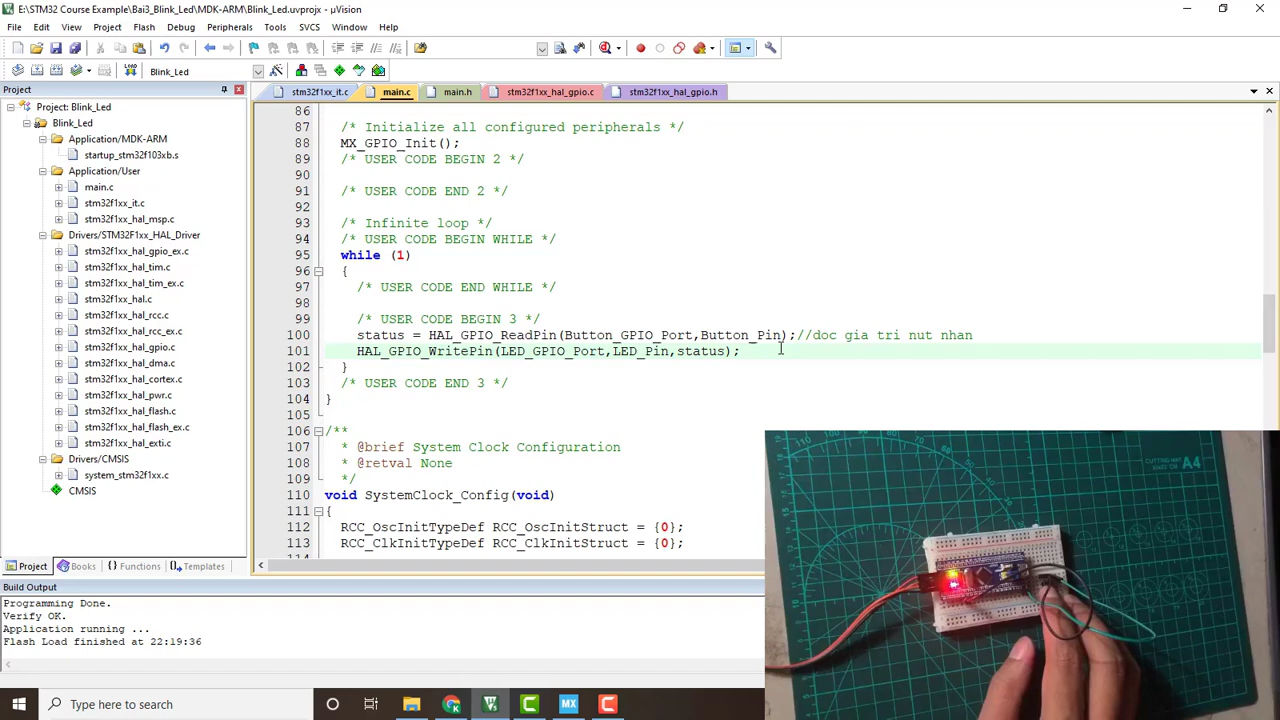 E:\STM32 Course Example\Bai3_Blink_Led\MDK-ARM\Blink_Led.uvprojx - µVision
File Edit View Project Flash Debug Peripherals Tools SVCS Window Help
Blink_Led
Project
stm32f1xx_it.c main.c main.h stm32f1xx_hal_gpio.c stm32f1xx_hal_gpio.h
Project: Blink_Led
Blink_Led
Application/MDK-ARM
startup_stm32f103xb.s
Application/User
main.c
stm32f1xx_it.c
stm32f1xx_hal_msp.c
Drivers/STM32F1xx_HAL_Driver
stm32f1xx_hal_gpio_ex.c
stm32f1xx_hal_tim.c
stm32f1xx_hal_tim_ex.c
stm32f1xx_hal.c
stm32f1xx_hal_rcc.c
stm32f1xx_hal_rcc_ex.c
stm32f1xx_hal_gpio.c
stm32f1xx_hal_dma.c
stm32f1xx_hal_cortex.c
stm32f1xx_hal_pwr.c
stm32f1xx_hal_flash.c
stm32f1xx_hal_flash_ex.c
stm32f1xx_hal_exti.c
Drivers/CMSIS
system_stm32f1xx.c
CMSIS
Project Books Functions Templates
86
87 /* Initialize all configured peripherals */
88 MX_GPIO_Init();
89 /* USER CODE BEGIN 2 */
90
91 /* USER CODE END 2 */
92
93 /* Infinite loop */
94 /* USER CODE BEGIN WHILE */
95 while (1)
96 {
97 /* USER CODE END WHILE */
98
99 /* USER CODE BEGIN 3 */
100 status = HAL_GPIO_ReadPin(Button_GPIO_Port,Button_Pin);//doc gia tri nut nhan
101 HAL_GPIO_WritePin(LED_GPIO_Port,LED_Pin,status);
102 }
103 /* USER CODE END 3 */
104 }
105
106 /**
107 * @brief System Clock Configuration
108 * @retval None
109 */
110 void SystemClock_Config(void)
111 {
112 RCC_OscInitTypeDef RCC_OscInitStruct = {0};
113 RCC_ClkInitTypeDef RCC_ClkInitStruct = {0};
114
Build Output
Programming Done.
Verify OK.
Application running ...
Flash Load finished at 22:19:36
Type here to search
MX
CUTTING MAT
A4